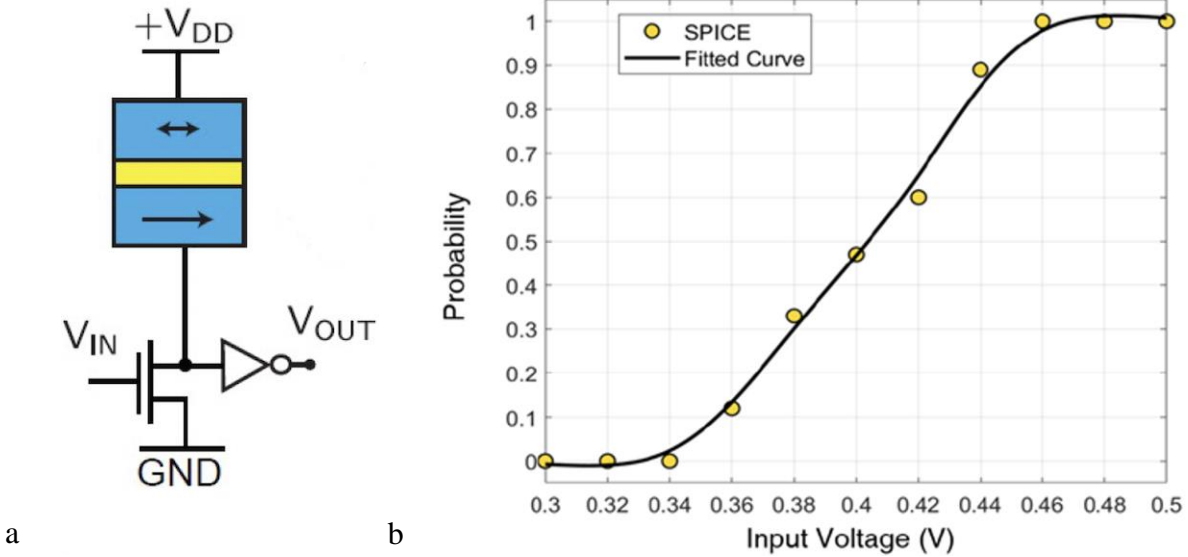 +VDD
VIN
VOUT
GND
a
b
SPICE
Fitted Curve
Probability
1
0.9
0.8
0.7
0.6
0.5
0.4
0.3
0.2
0.1
0
0.3 0.32 0.34 0.36 0.38 0.4 0.42 0.44 0.46 0.48 0.5
Input Voltage (V)